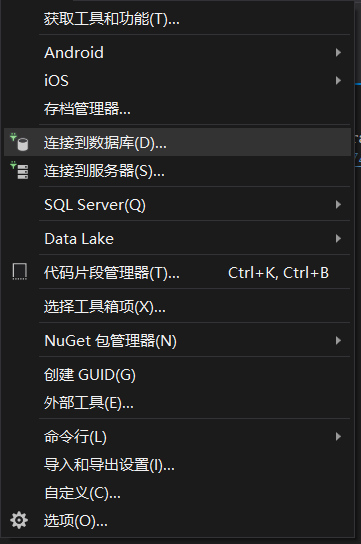 获取工具和功能(T)...
Android
iOS
存档管理器...
连接到数据库(D)...
连接到服务器(S)...
SQL Server(Q)
Data Lake
代码片段管理器(T)... Ctrl+K, Ctrl+B
选择工具箱项(X)...
NuGet 包管理器(N)
创建 GUID(G)
外部工具(E)...
命令行(L)
导入和导出设置(I)...
自定义(C)...
选项(O)...